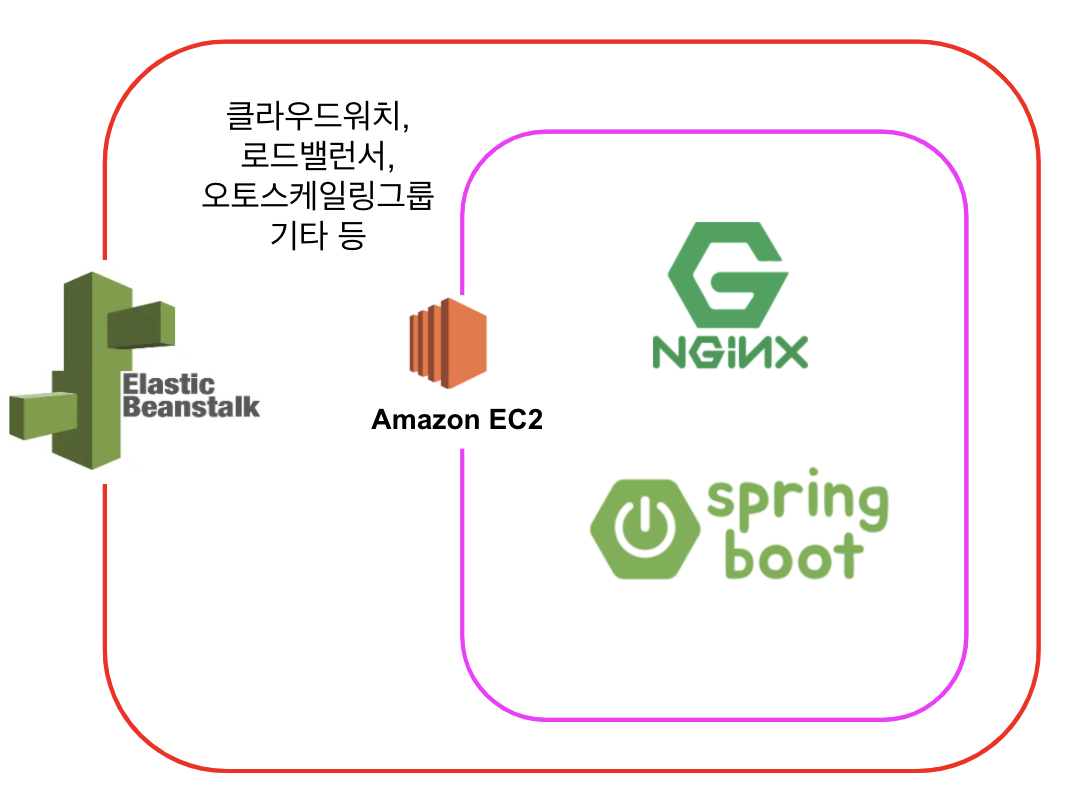 클라우드워치,
로드밸런서,
오토스케일링그룹
기타 등
Elastic
Beanstalk
Amazon EC2
NGiNX
spring
boot